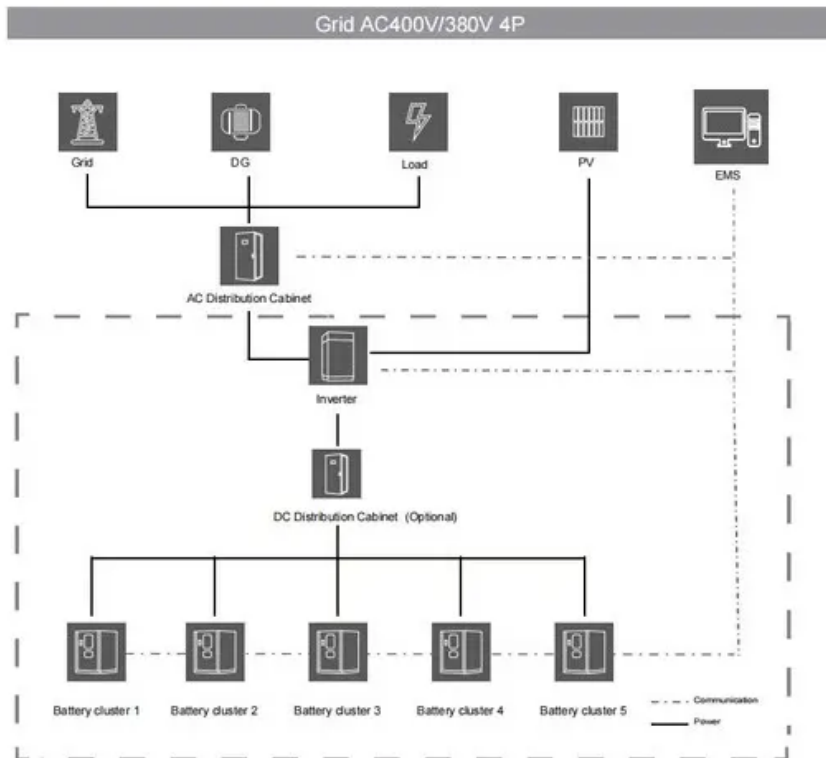 Grid AC400V/380V 4P
Grid
DG
Load
PV
EMS
AC Distribution Cabinet
Inverter
DC Distribution Cabinet (Optional)
Battery cluster 1
Battery cluster 2
Battery cluster 3
Battery cluster 4
Battery cluster 5
Communication
Power